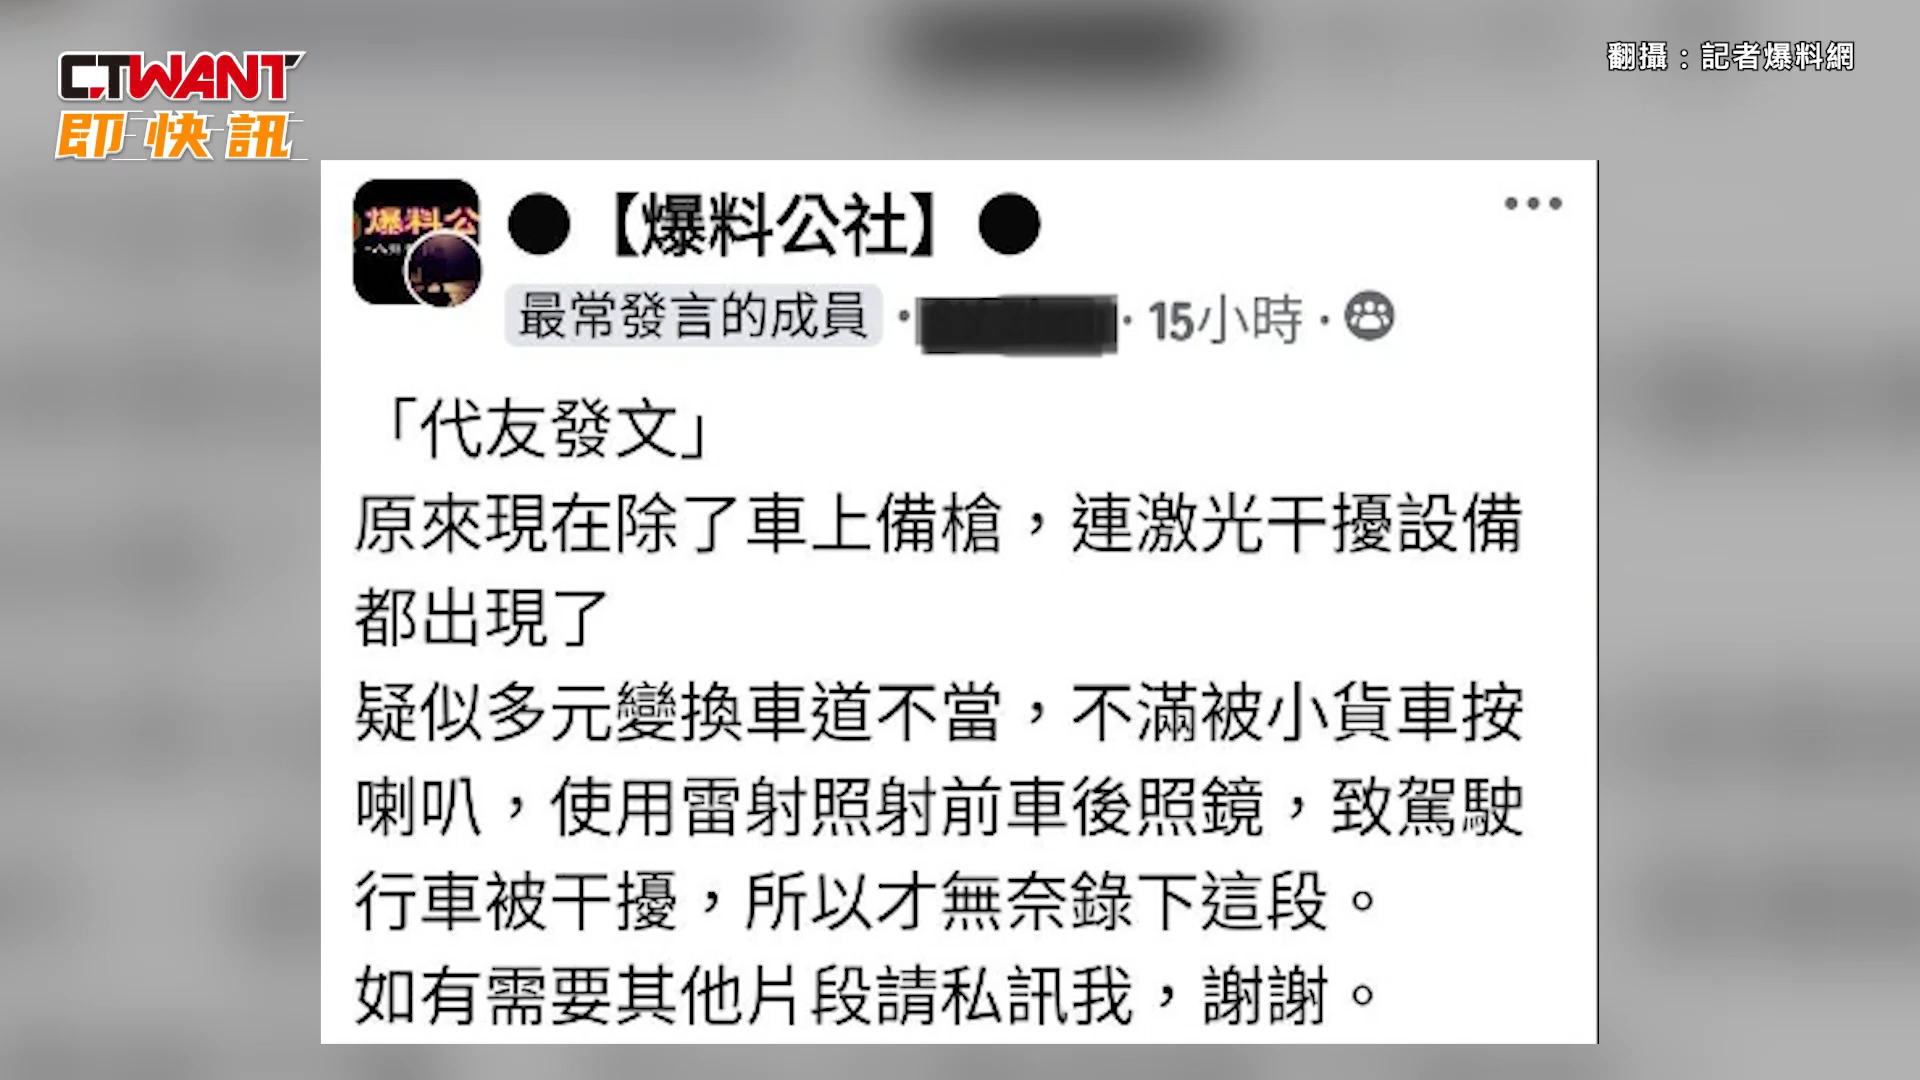 CTWANT
即快訊
翻攝：記者爆料網
爆料公
●【爆料公社】●
最常發言的成員 · · 15小時 ·
「代友發文」
原來現在除了車上備槍，連激光干擾設備
都出現了
疑似多元變換車道不當，不滿被小貨車按
喇叭，使用雷射照射前車後照鏡，致駕駛
行車被干擾，所以才無奈錄下這段。
如有需要其他片段請私訊我，謝謝。